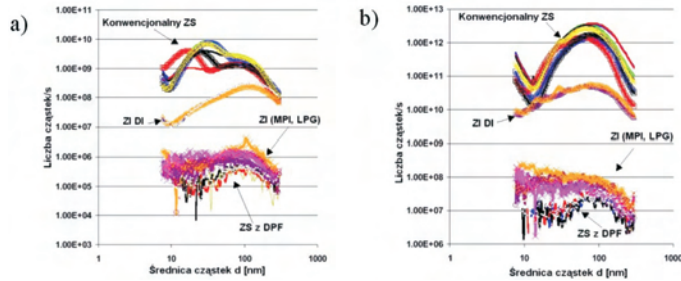 a)
Liczba cząstek/s
1.00E+11
1.00E+10
1.00E+09
1.00E+08
1.00E+07
1.00E+06
1.00E+05
1.00E+04
1.00E+03
Konwencjonalny ZS
ZI DI
ZI (MPI, LPG)
ZS z DPF
1
10
100
1000
Średnica cząstek d [nm]
b)
Liczba cząstek/s
1.00E+13
1.00E+12
1.00E+11
1.00E+10
1.00E+09
1.00E+08
1.00E+07
1.00E+06
Konwencjonalny ZS
ZI DI
ZI (MPI, LPG)
ZS z DPF
1
10
100
1000
Średnica cząstek d [nm]